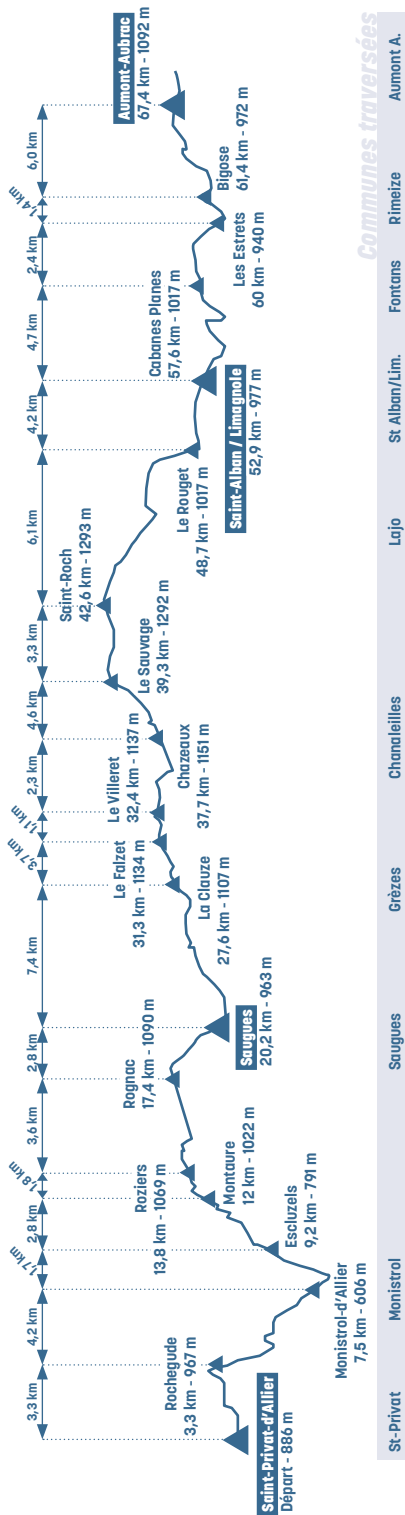 3,3 km
4,2 km
1,7 km
2,8 km
1,8 km
3,6 km
2,8 km
7,4 km
3,7 km
1,1 km
2,3 km
4,6 km
3,3 km
6,1 km
4,2 km
4,7 km
2,4 km
1,4 km
6,0 km
Saint-Privat-d'Allier
Départ - 886 m
Rochegude
3,3 km - 967 m
Monistrol-d'Allier
7,5 km - 606 m
Escluzels
9,2 km - 791 m
Montaure
12 km - 1022 m
Roziers
13,8 km - 1069 m
Rognac
17,4 km - 1090 m
Saugues
20,2 km - 963 m
La Clauze
27,6 km - 1107 m
Le Falzet
31,3 km - 1134 m
Le Villeret
32,4 km - 1137 m
Chazeaux
37,7 km - 1151 m
Le Sauvage
39,3 km - 1292 m
Saint-Roch
42,6 km - 1293 m
Le Rouget
48,7 km - 1017 m
Saint-Alban / Limagnole
52,9 km - 977 m
Cabanes Planes
57,6 km - 1017 m
Les Estrets
60 km - 940 m
Bigose
61,4 km - 972 m
Aumont-Aubrac
67,4 km - 1092 m
Communes traversées
St-Privat
Monistrol
Saugues
Grèzes
Chanaleilles
Lajo
St Alban/Lim.
Fontans
Rimeize
Aumont A.